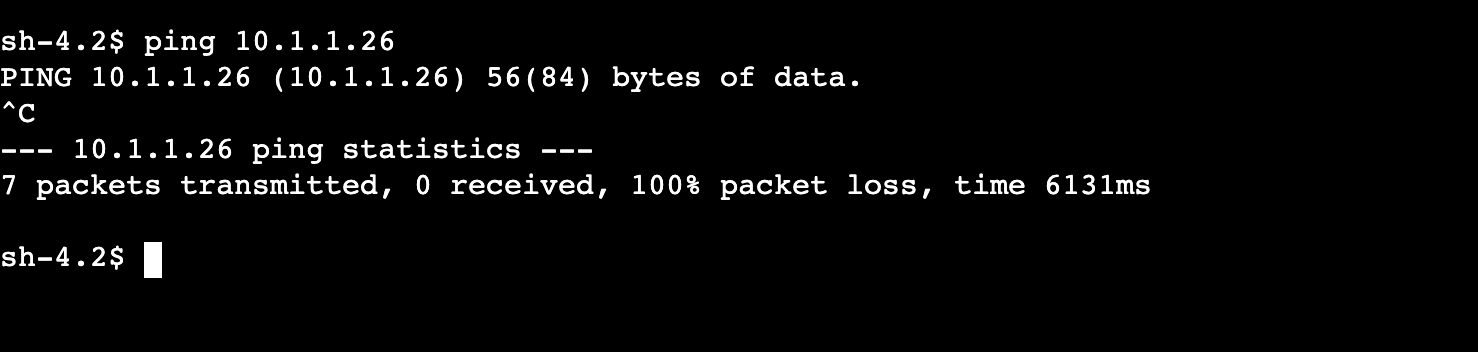 sh-4.2$ ping 10.1.1.26
PING 10.1.1.26 (10.1.1.26) 56(84) bytes of data.
^C
--- 10.1.1.26 ping statistics ---
7 packets transmitted, 0 received, 100% packet loss, time 6131ms
sh-4.2$